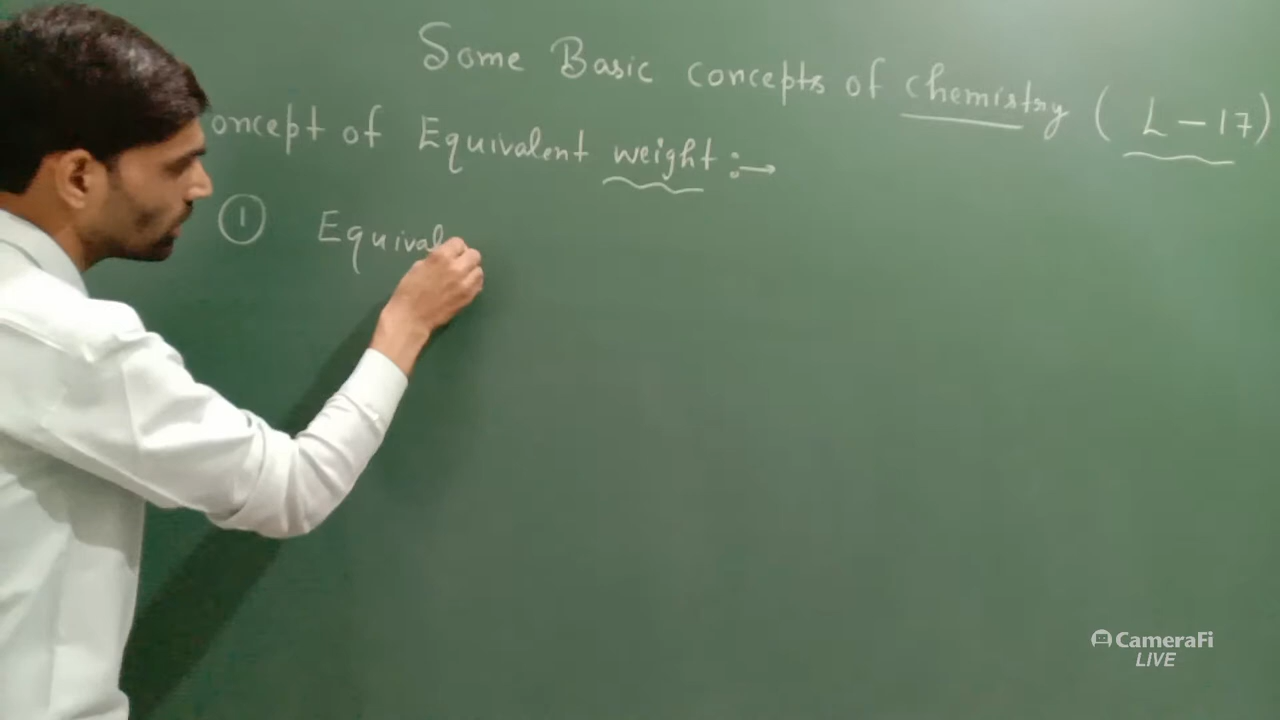 Some Basic concepts of chemistry ( L - 17 )
oncept of Equivalent weight :→
① Equival
CameraFi
LIVE